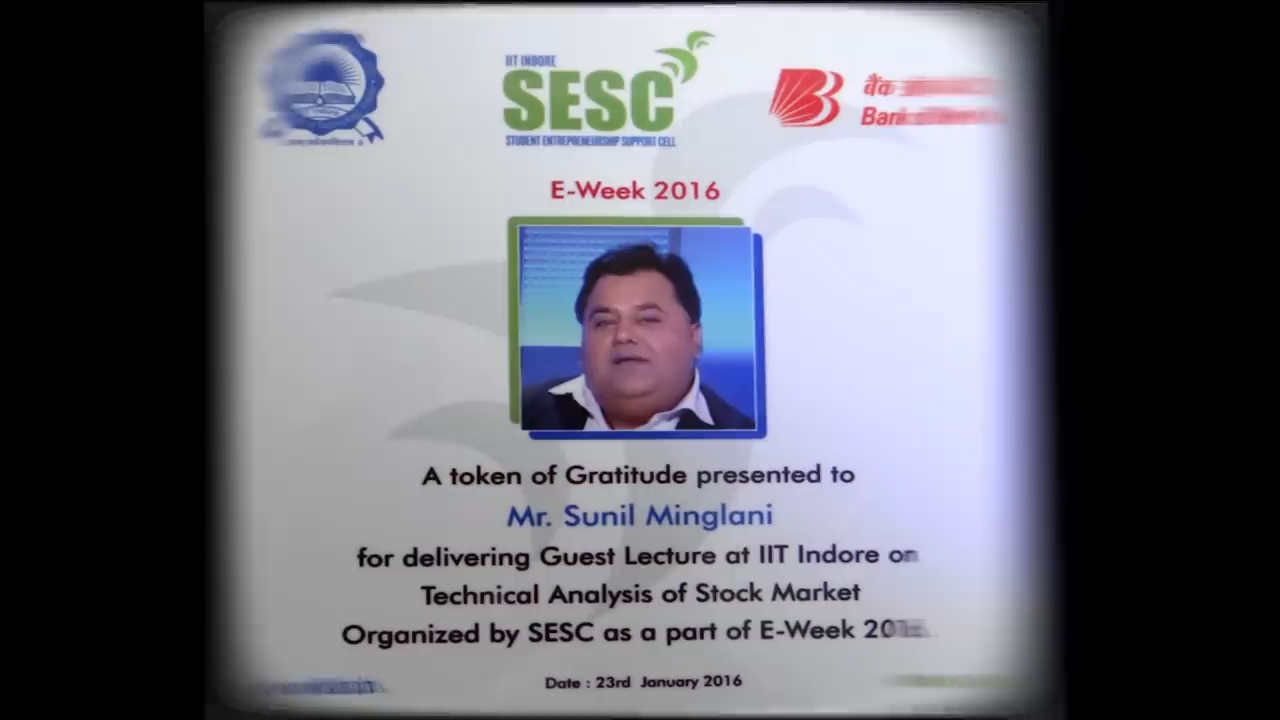 IIT INDORE
SESC
STUDENT ENTREPRENEURSHIP SUPPORT CELL
बैंक
Bank
E-Week 2016
A token of Gratitude presented to
Mr. Sunil Minglani
for delivering Guest Lecture at IIT Indore on
Technical Analysis of Stock Market
Organized by SESC as a part of E-Week
Date : 23rd January 2016